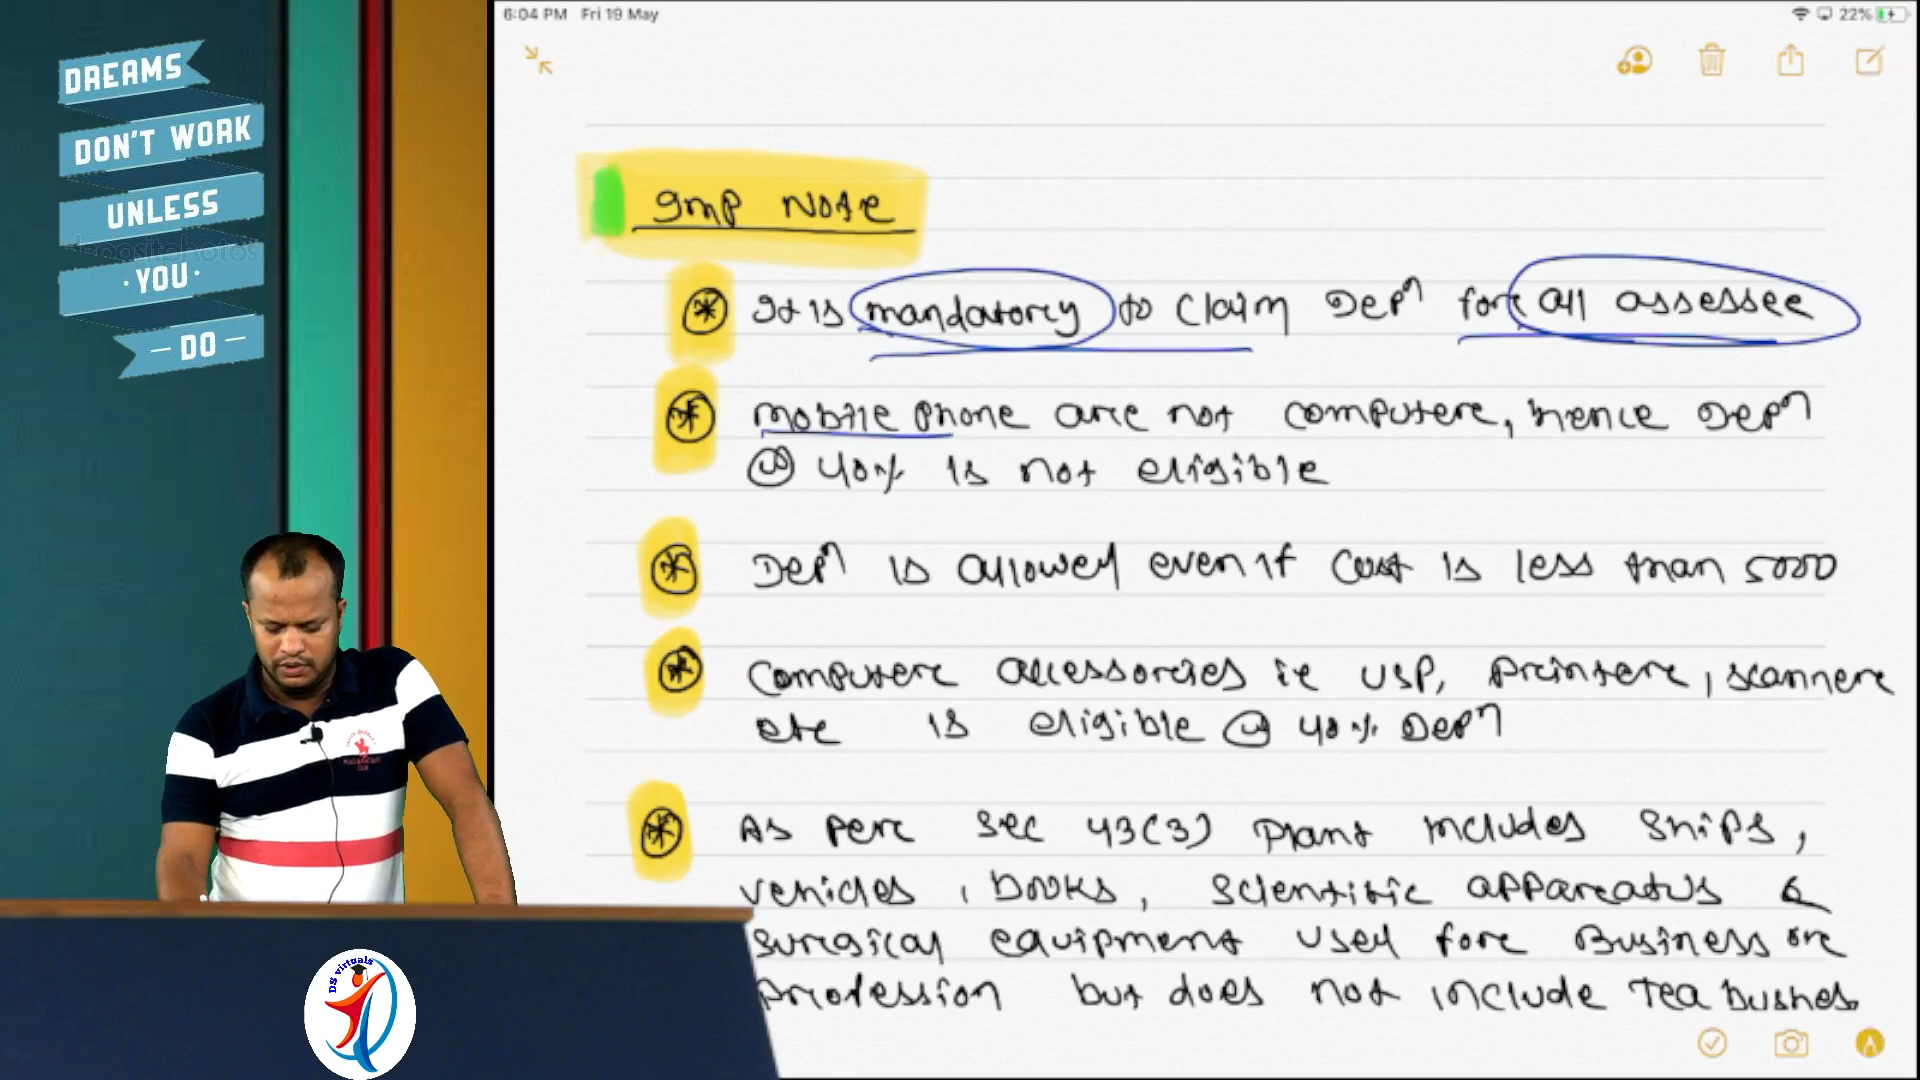 6:04 PM Fri 19 May
22%
DREAMS
DON'T WORK
UNLESS
depositphotos
· YOU ·
– DO –
Imp Note
It is mandatory to claim Depn for all assessee
Mobile phone are not computer, hence Depn
@ 40% is not eligible
Depn is allowed even if cost is less than 5000
Computer accessories ie USP, printer, scanner
etc is eligible @ 40% Depn
As per sec 43(3) Plant includes ships,
vehicles, books, scientific apparatus &
surgical equipment used for Business or
profession but does not include Tea bushes
DS virtuals